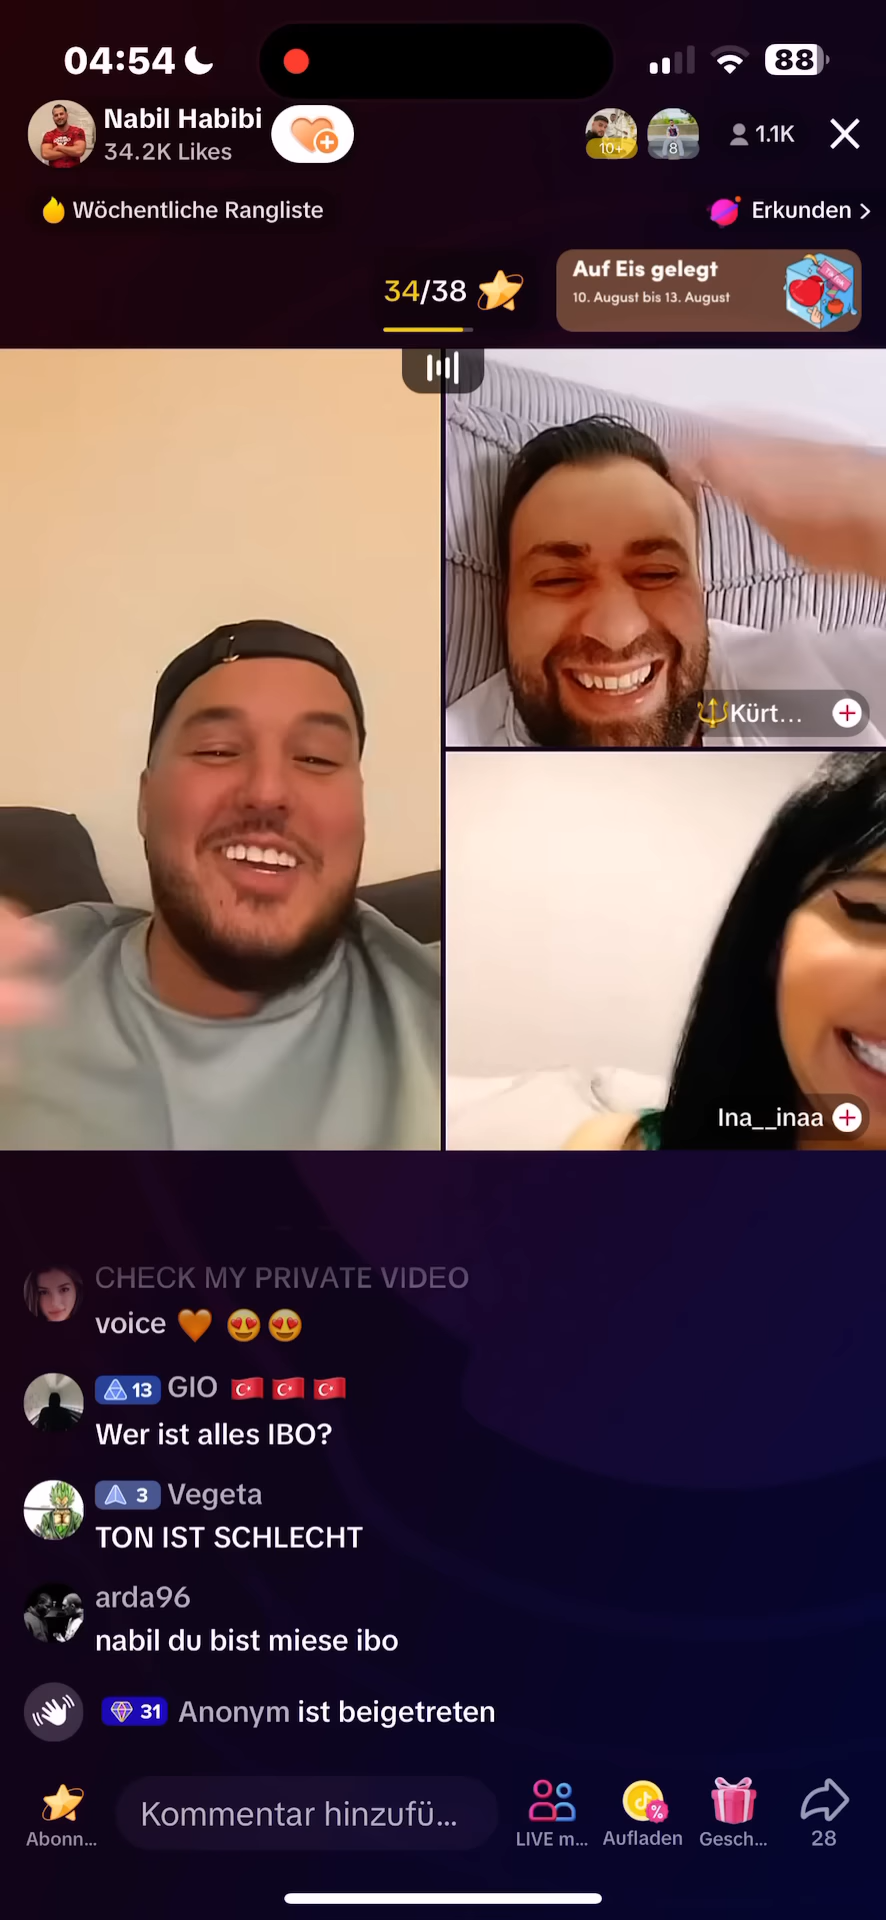 04:54
88
Nabil Habibi
34.2K Likes
10+
8
1.1K
Wöchentliche Rangliste
Erkunden >
34/38
Auf Eis gelegt
10. August bis 13. August
🔱Kürt...
Ina__inaa
CHECK MY PRIVATE VIDEO
voice 🧡 😍😍
13 GIO 🇹🇷🇹🇷🇹🇷
Wer ist alles IBO?
3 Vegeta
TON IST SCHLECHT
arda96
nabil du bist miese ibo
31 Anonym ist beigetreten
Kommentar hinzufü...
Abonn...
LIVE m...
Aufladen
Gesch...
28